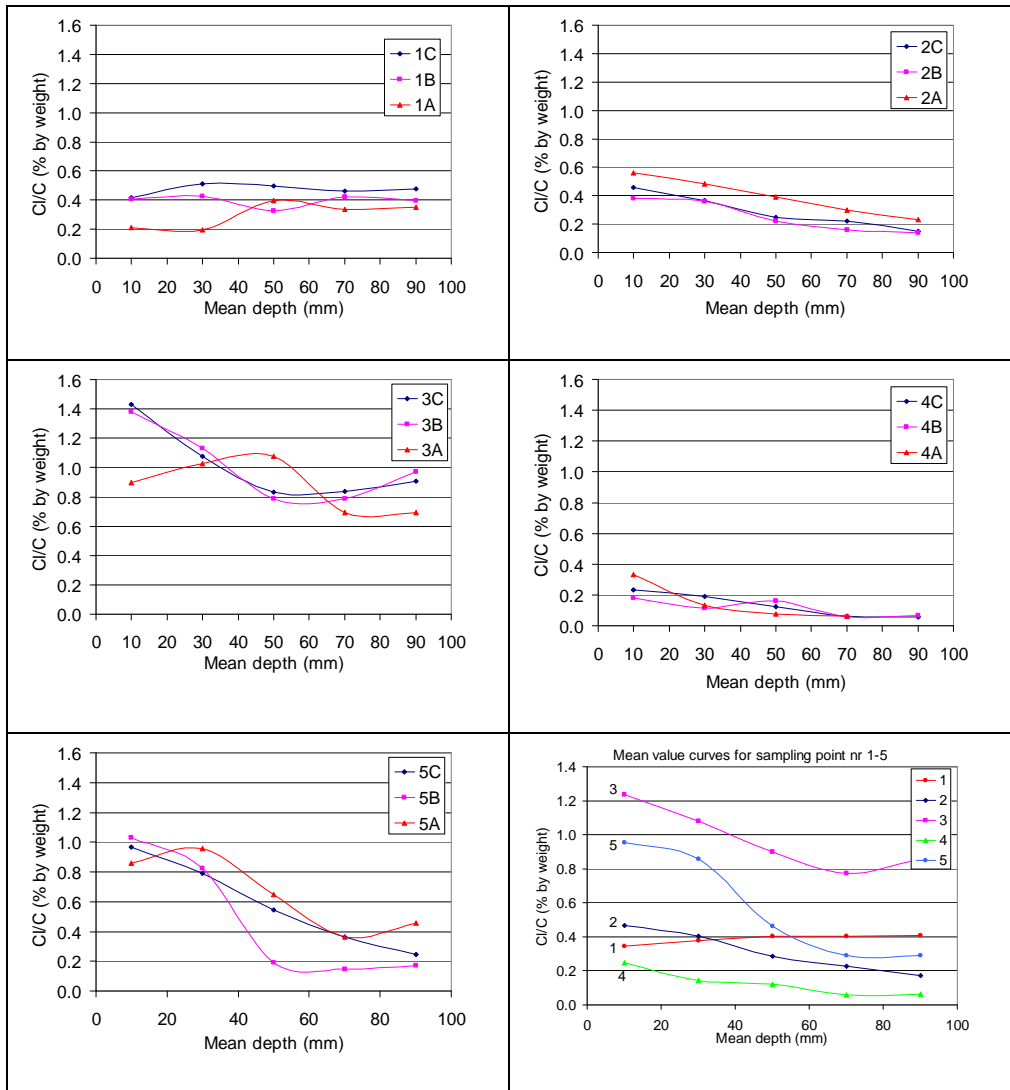 1.6
1.4
1.2
1.0
0.8
0.6
0.4
0.2
0.0
Cl/C (% by weight)
1C
1B
1A
0 10 20 30 40 50 60 70 80 90 100
Mean depth (mm)
1.6
1.4
1.2
1.0
0.8
0.6
0.4
0.2
0.0
Cl/C (% by weight)
2C
2B
2A
0 10 20 30 40 50 60 70 80 90 100
Mean depth (mm)
1.6
1.4
1.2
1.0
0.8
0.6
0.4
0.2
0.0
Cl/C (% by weight)
3C
3B
3A
0 10 20 30 40 50 60 70 80 90 100
Mean depth (mm)
1.6
1.4
1.2
1.0
0.8
0.6
0.4
0.2
0.0
Cl/C (% by weight)
4C
4B
4A
0 10 20 30 40 50 60 70 80 90 100
Mean depth (mm)
1.6
1.4
1.2
1.0
0.8
0.6
0.4
0.2
0.0
Cl/C (% by weight)
5C
5B
5A
0 20 40 60 80 100
Mean depth (mm)
Mean value curves for sampling point nr 1-5
1.4
1.2
1.0
0.8
0.6
0.4
0.2
0.0
Cl/C (% by weight)
3
5
2
1
4
1
2
3
4
5
0 20 40 60 80 100
Mean depth (mm)